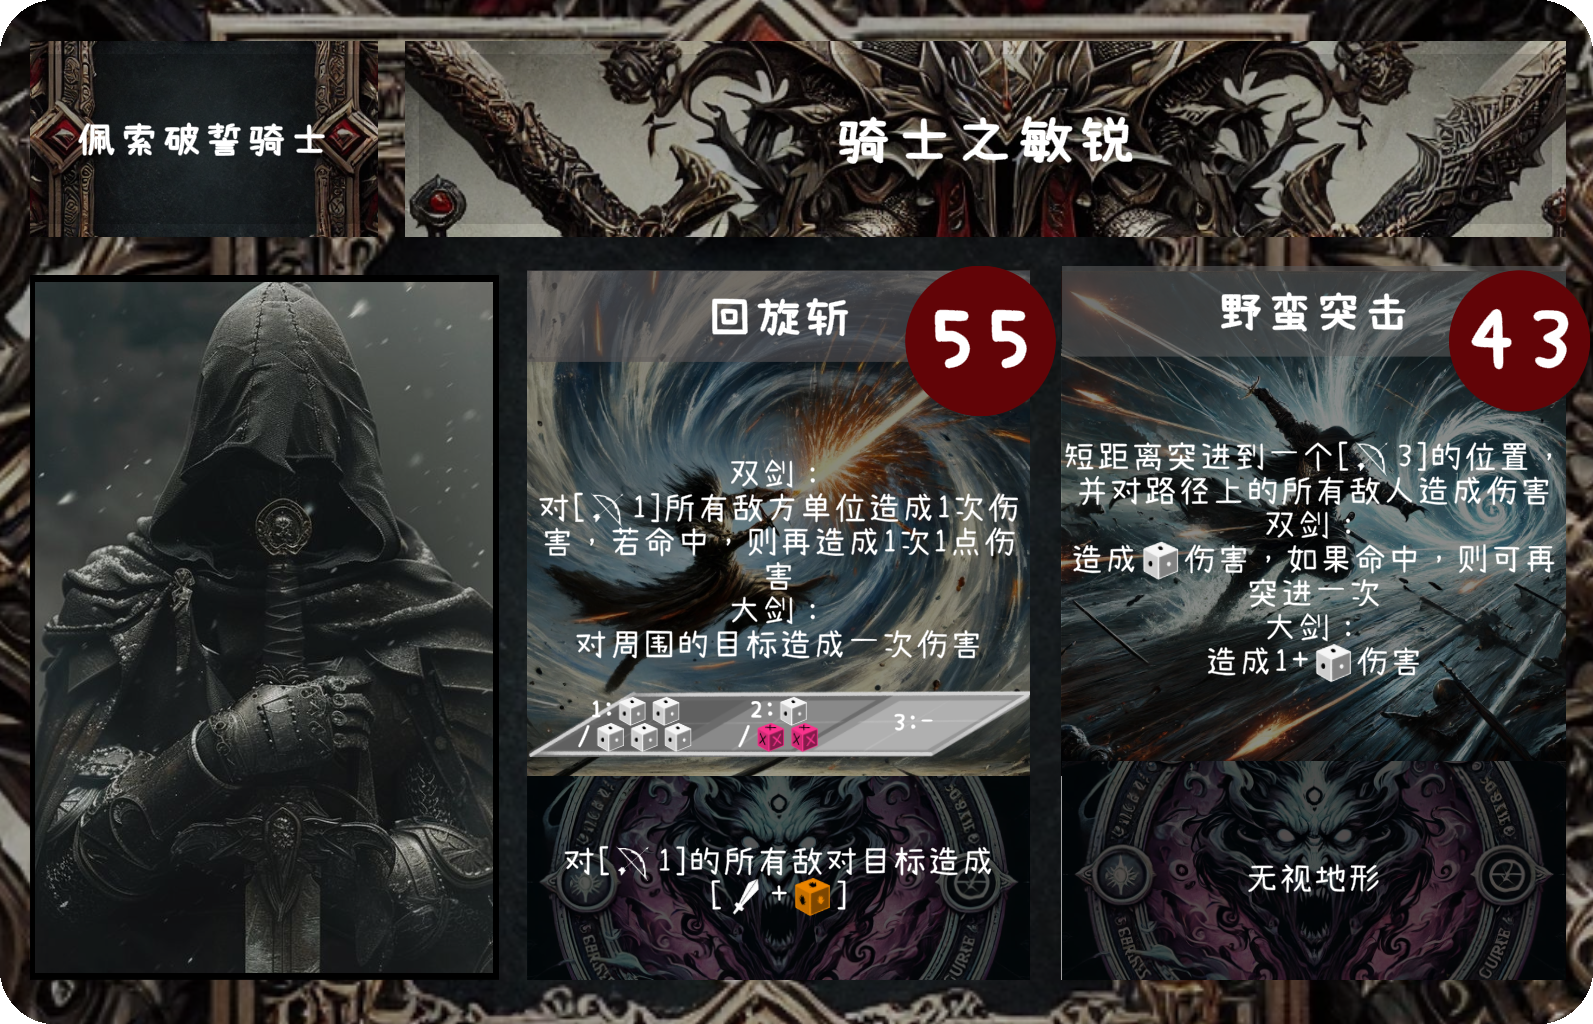 佩索破誓骑士
骑士之敏锐
回旋斩
55
双剑：
对[ 1]所有敌方单位造成1次伤
害，若命中，则再造成1次1点伤
害
大剑：
对周围的目标造成一次伤害
1:
/
2:
/
3:-
对[ 1]的所有敌对目标造成
[ + ]
野蛮突击
43
短距离突进到一个[ 3]的位置，
并对路径上的所有敌人造成伤害
双剑：
造成 伤害，如果命中，则可再
突进一次
大剑：
造成1+ 伤害
无视地形